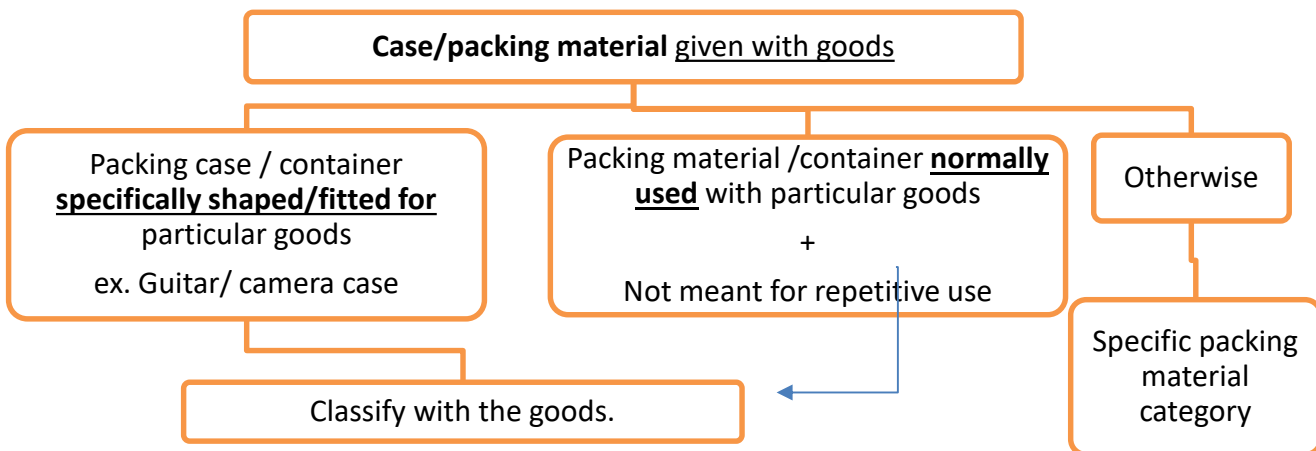 Case/packing material given with goods
Packing case / container
specifically shaped/fitted for
particular goods
ex. Guitar/ camera case
Packing material /container normally
used with particular goods
+
Not meant for repetitive use
Otherwise
Classify with the goods.
Specific packing
material
category